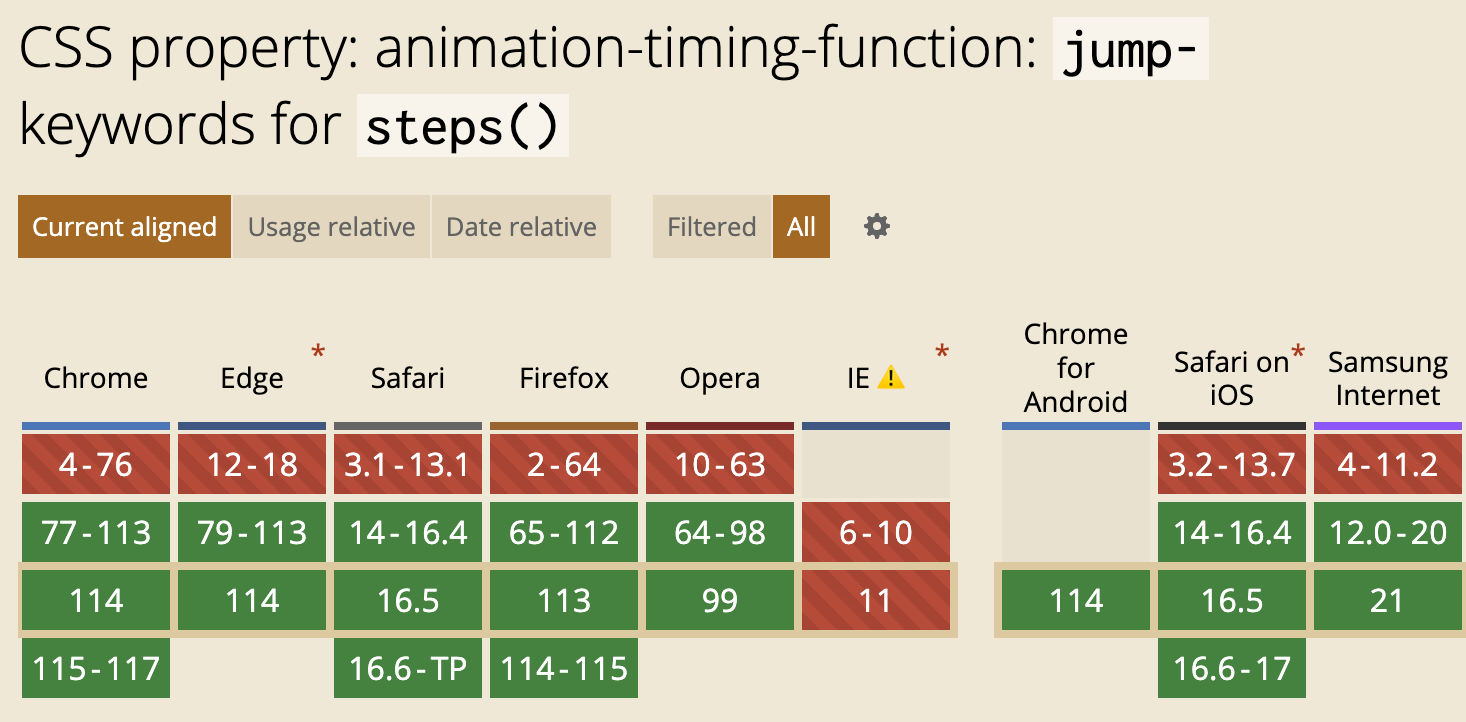 CSS property: animation-timing-function: jump-
keywords for steps()
Current aligned Usage relative Date relative Filtered All
Chrome Edge * Safari Firefox Opera IE * Chrome for Android Safari on iOS * Samsung Internet
4-76 12-18 3.1-13.1 2-64 10-63 3.2-13.7 4-11.2
77-113 79-113 14-16.4 65-112 64-98 6-10 14-16.4 12.0-20
114 114 16.5 113 99 11 114 16.5 21
115-117 16.6-TP 114-115 16.6-17